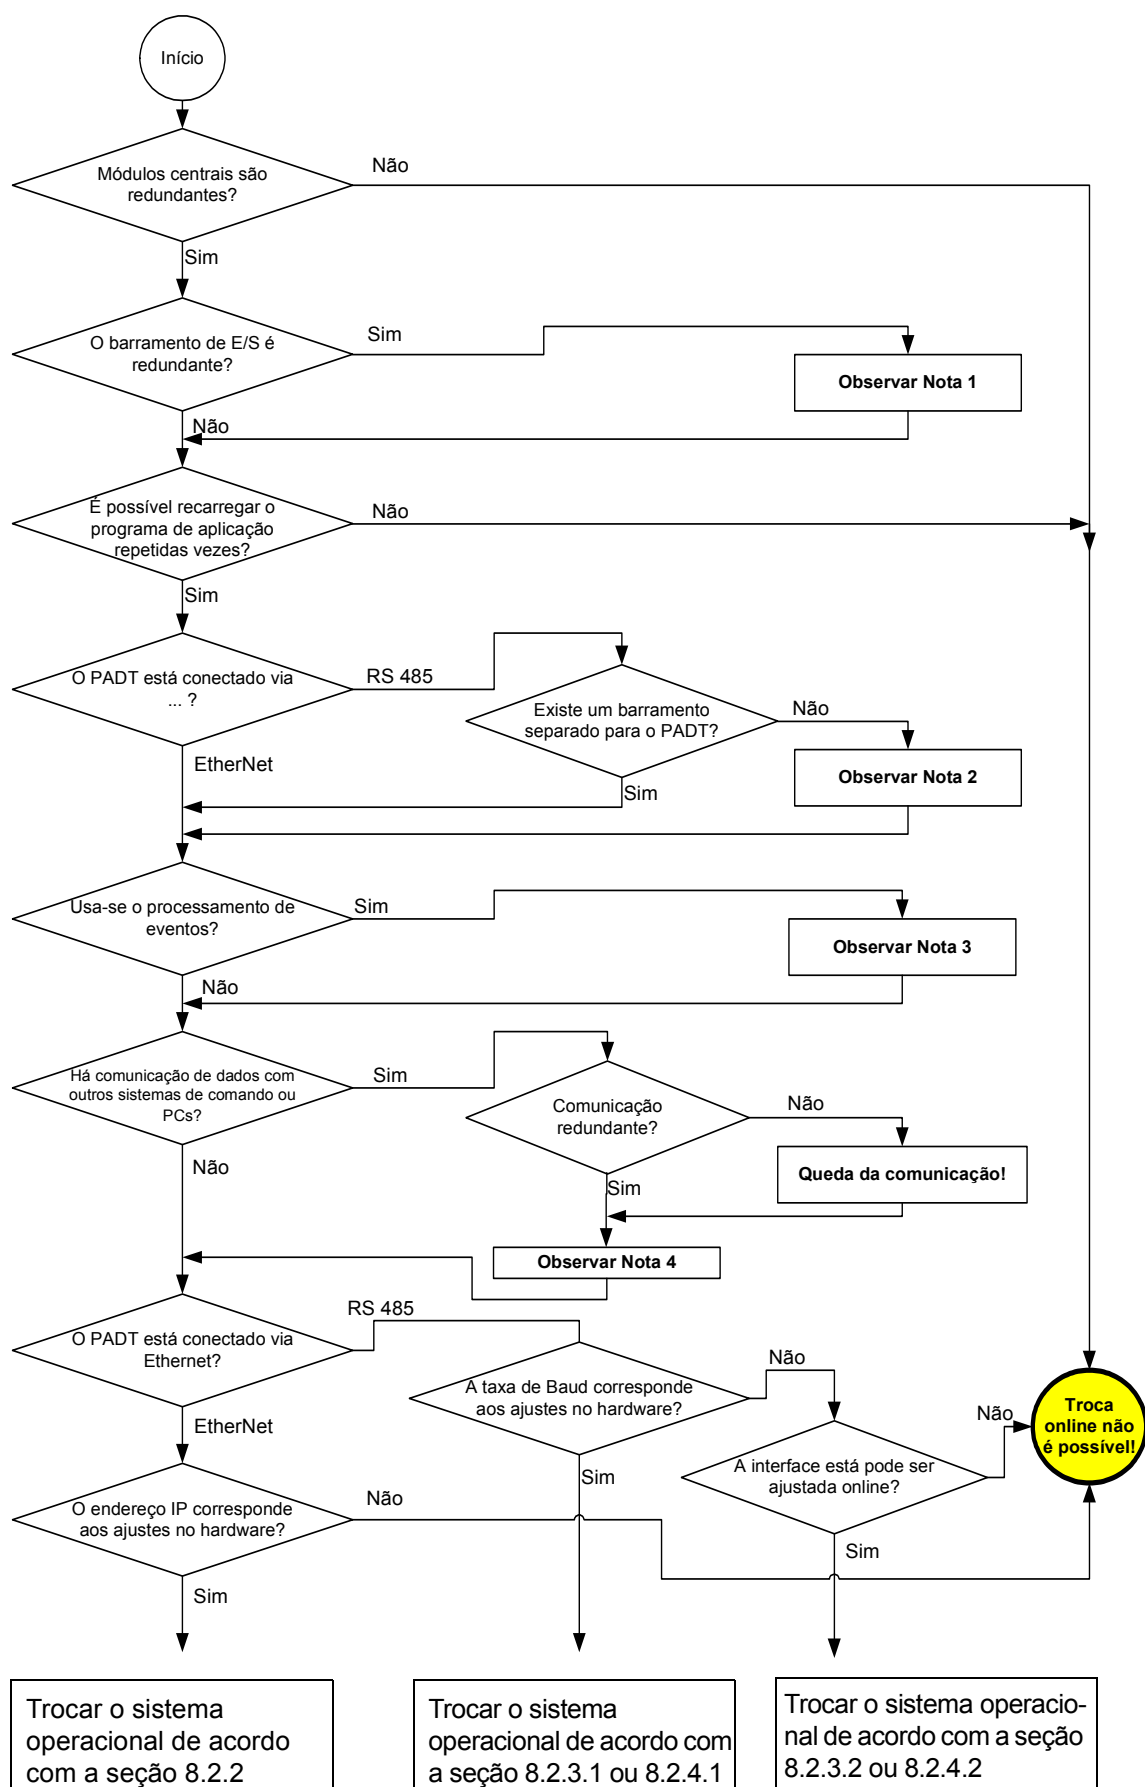 Início
Módulos centrais são
redundantes?
Não
Sim
O barramento de E/S é
redundante?
Sim
Observar Nota 1
Não
É possível recarregar o
programa de aplicação
repetidas vezes?
Não
Sim
O PADT está conectado via
... ?
RS 485
Existe um barramento
separado para o PADT?
Não
Observar Nota 2
EtherNet
Sim
Usa-se o processamento de
eventos?
Sim
Observar Nota 3
Não
Há comunicação de dados com
outros sistemas de comando ou
PCs?
Sim
Comunicação
redundante?
Não
Queda da comunicação!
Não
Sim
Observar Nota 4
O PADT está conectado via
Ethernet?
RS 485
A taxa de Baud corresponde
aos ajustes no hardware?
Não
A interface está pode ser
ajustada online?
Não
Troca
online não
é possível!
EtherNet
O endereço IP corresponde
aos ajustes no hardware?
Não
Sim
Sim
Sim
Trocar o sistema
operacional de acordo
com a seção 8.2.2
Trocar o sistema
operacional de acordo com
a seção 8.2.3.1 ou 8.2.4.1
Trocar o sistema operacio-
nal de acordo com a seção
8.2.3.2 ou 8.2.4.2